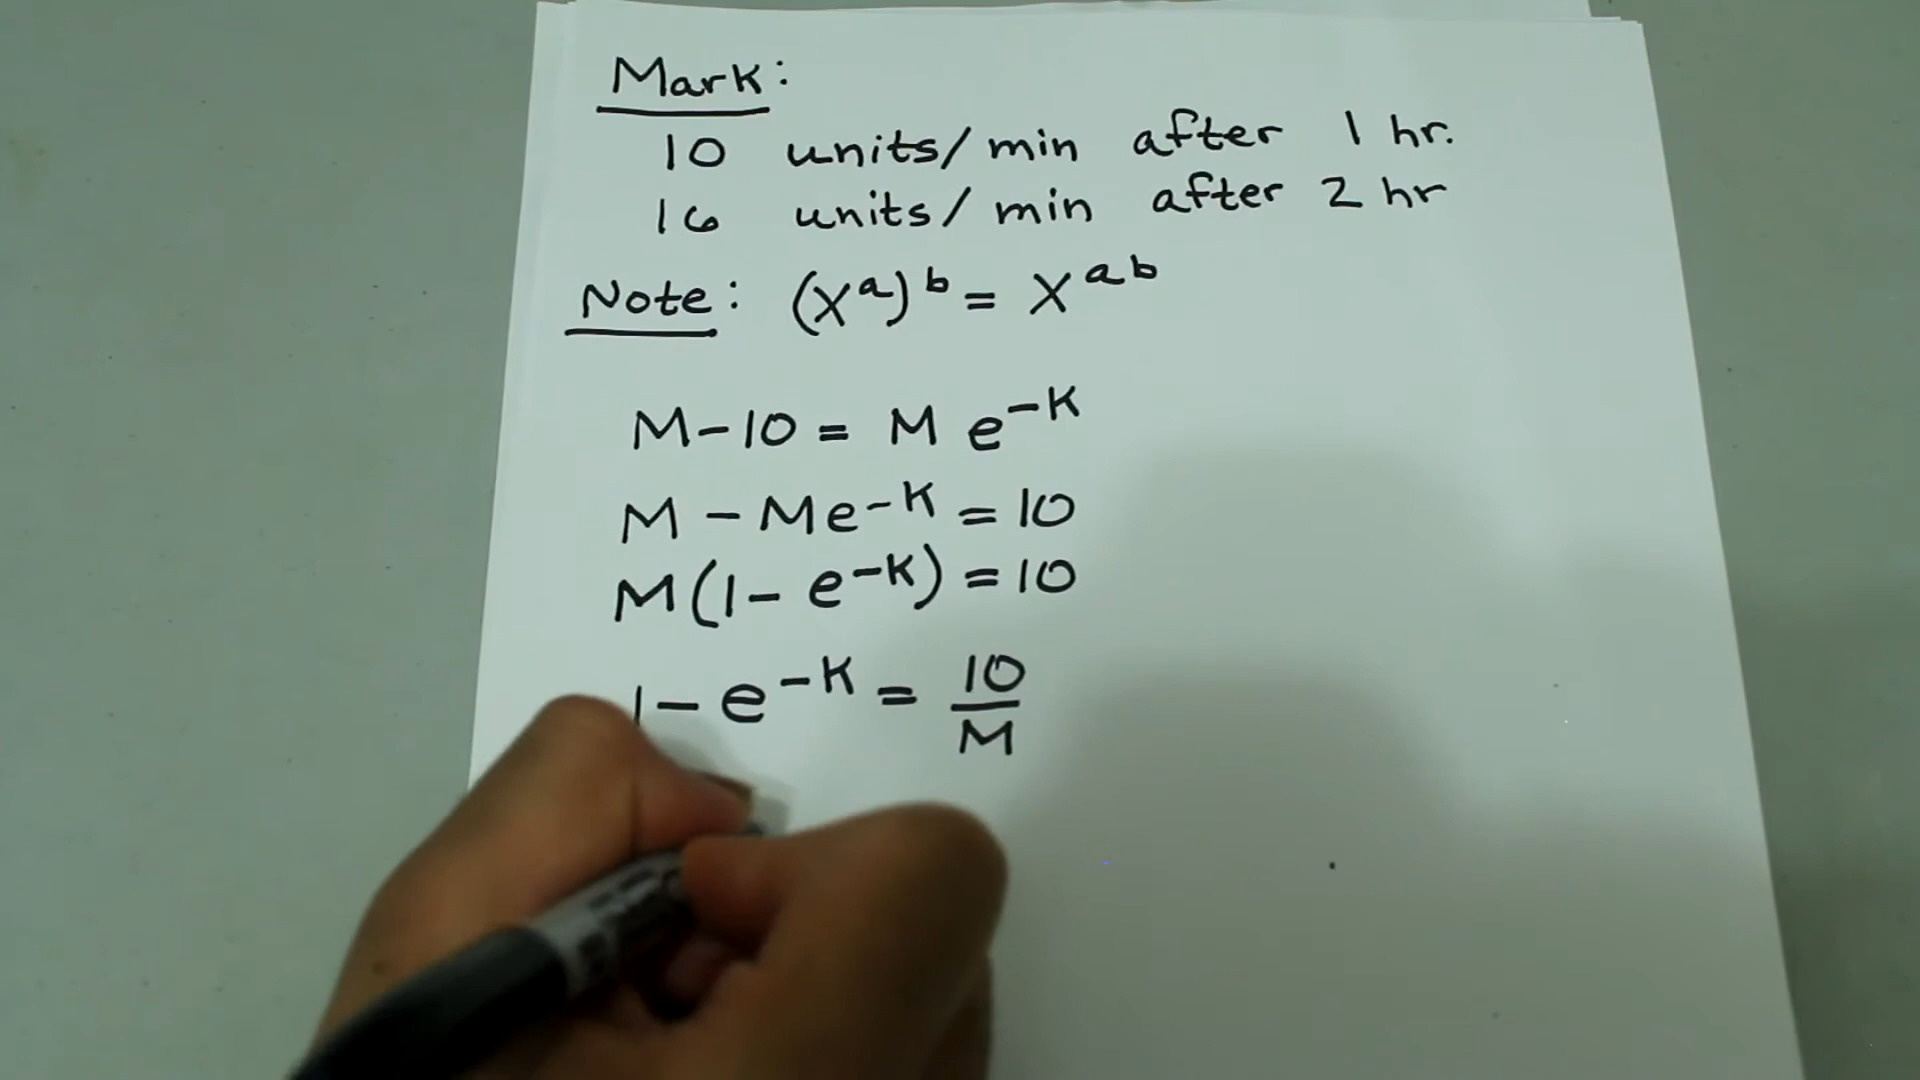 Mark:
10 units/min after 1 hr.
16 units/min after 2 hr
Note: (x^a)^b = x^ab
M - 10 = M e^-k
M - Me^-k = 10
M(1 - e^-k) = 10
1 - e^-k = 10/M